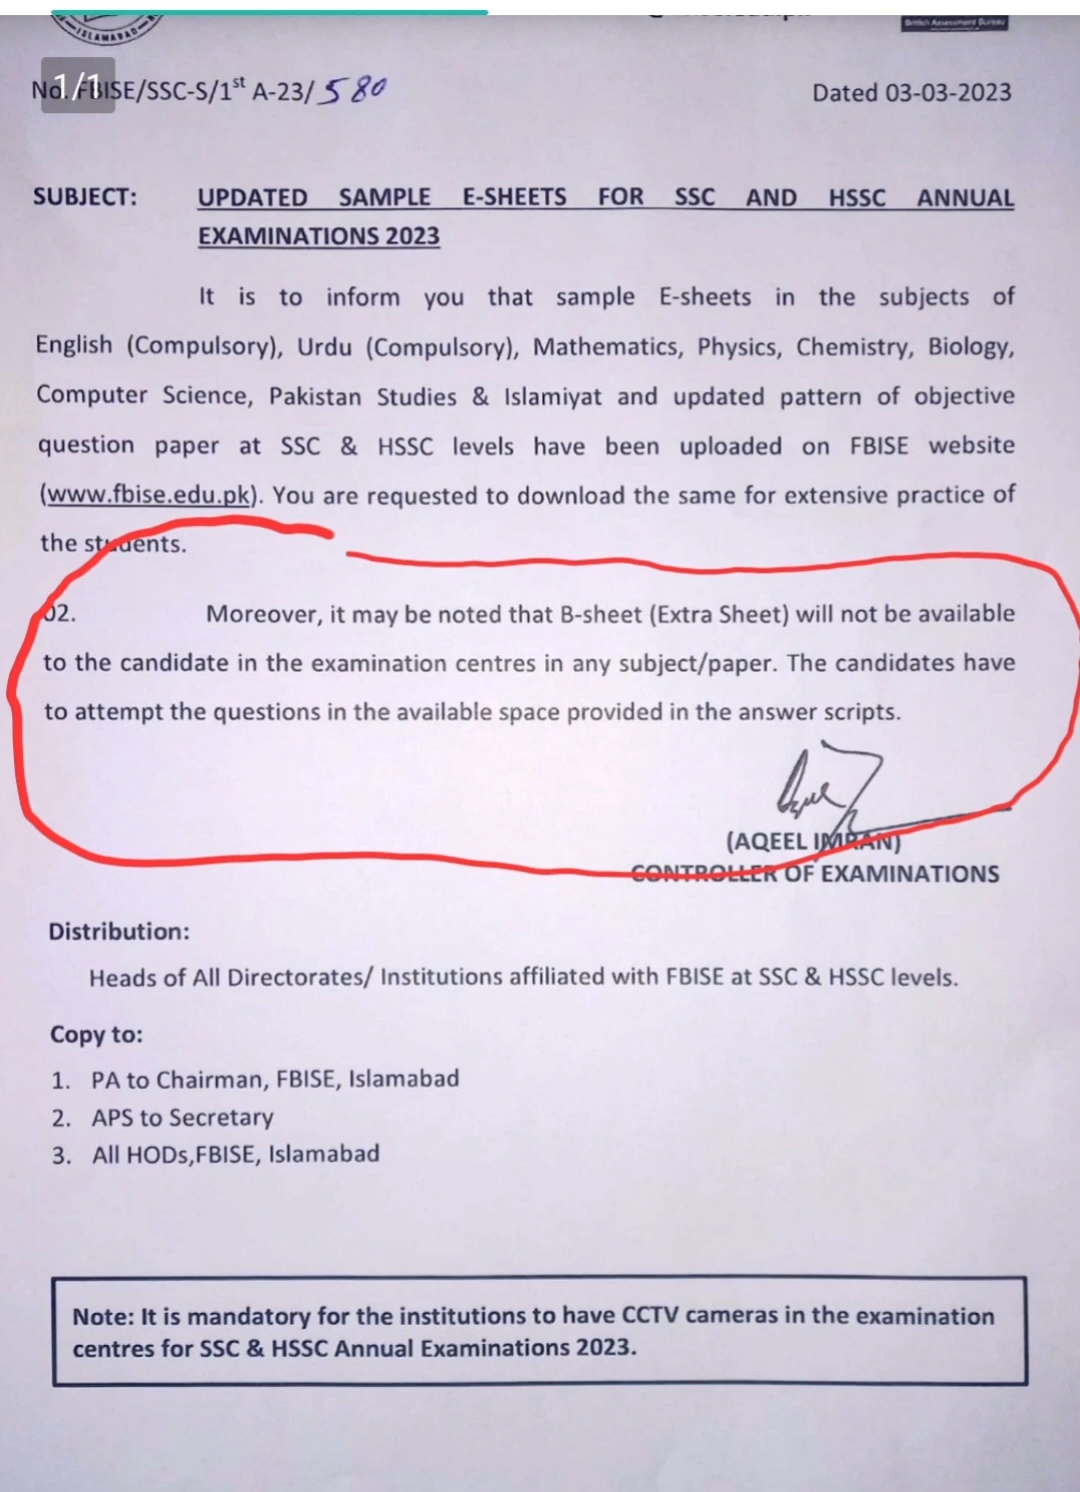 ISLAMABAD
British Assessment Bureau
1/1
No. FBISE/SSC-S/1st A-23/ 580
Dated 03-03-2023
SUBJECT: UPDATED SAMPLE E-SHEETS FOR SSC AND HSSC ANNUAL
EXAMINATIONS 2023
It is to inform you that sample E-sheets in the subjects of
English (Compulsory), Urdu (Compulsory), Mathematics, Physics, Chemistry, Biology,
Computer Science, Pakistan Studies & Islamiyat and updated pattern of objective
question paper at SSC & HSSC levels have been uploaded on FBISE website
(www.fbise.edu.pk). You are requested to download the same for extensive practice of
the students.
02. Moreover, it may be noted that B-sheet (Extra Sheet) will not be available
to the candidate in the examination centres in any subject/paper. The candidates have
to attempt the questions in the available space provided in the answer scripts.
(AQEEL IMRAN)
CONTROLLER OF EXAMINATIONS
Distribution:
Heads of All Directorates/ Institutions affiliated with FBISE at SSC & HSSC levels.
Copy to:
1. PA to Chairman, FBISE, Islamabad
2. APS to Secretary
3. All HODs,FBISE, Islamabad
Note: It is mandatory for the institutions to have CCTV cameras in the examination
centres for SSC & HSSC Annual Examinations 2023.